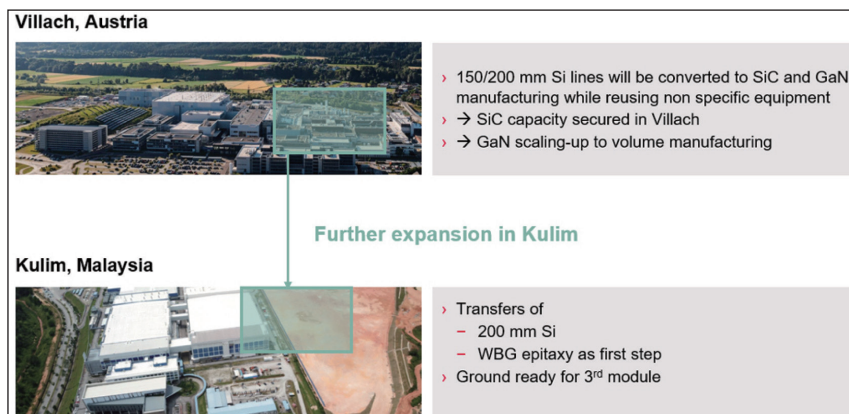 Villach, Austria
› 150/200 mm Si lines will be converted to SiC and GaN
manufacturing while reusing non specific equipment
› → SiC capacity secured in Villach
› → GaN scaling-up to volume manufacturing
Further expansion in Kulim
Kulim, Malaysia
› Transfers of
− 200 mm Si
− WBG epitaxy as first step
› Ground ready for 3rd module